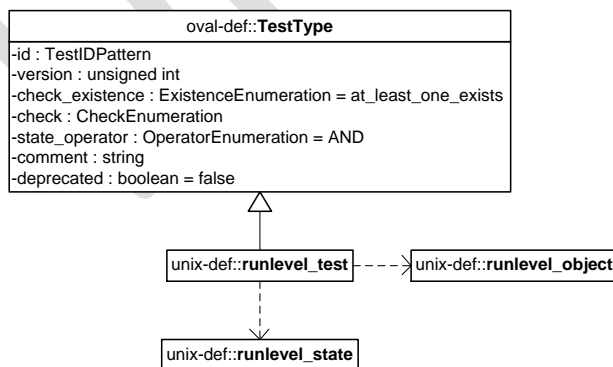 oval-def::TestType
-id : TestIDPattern
-version : unsigned int
-check_existence : ExistenceEnumeration = at_least_one_exists
-check : CheckEnumeration
-state_operator : OperatorEnumeration = AND
-comment : string
-deprecated : boolean = false
unix-def::runlevel_test
unix-def::runlevel_object
unix-def::runlevel_state